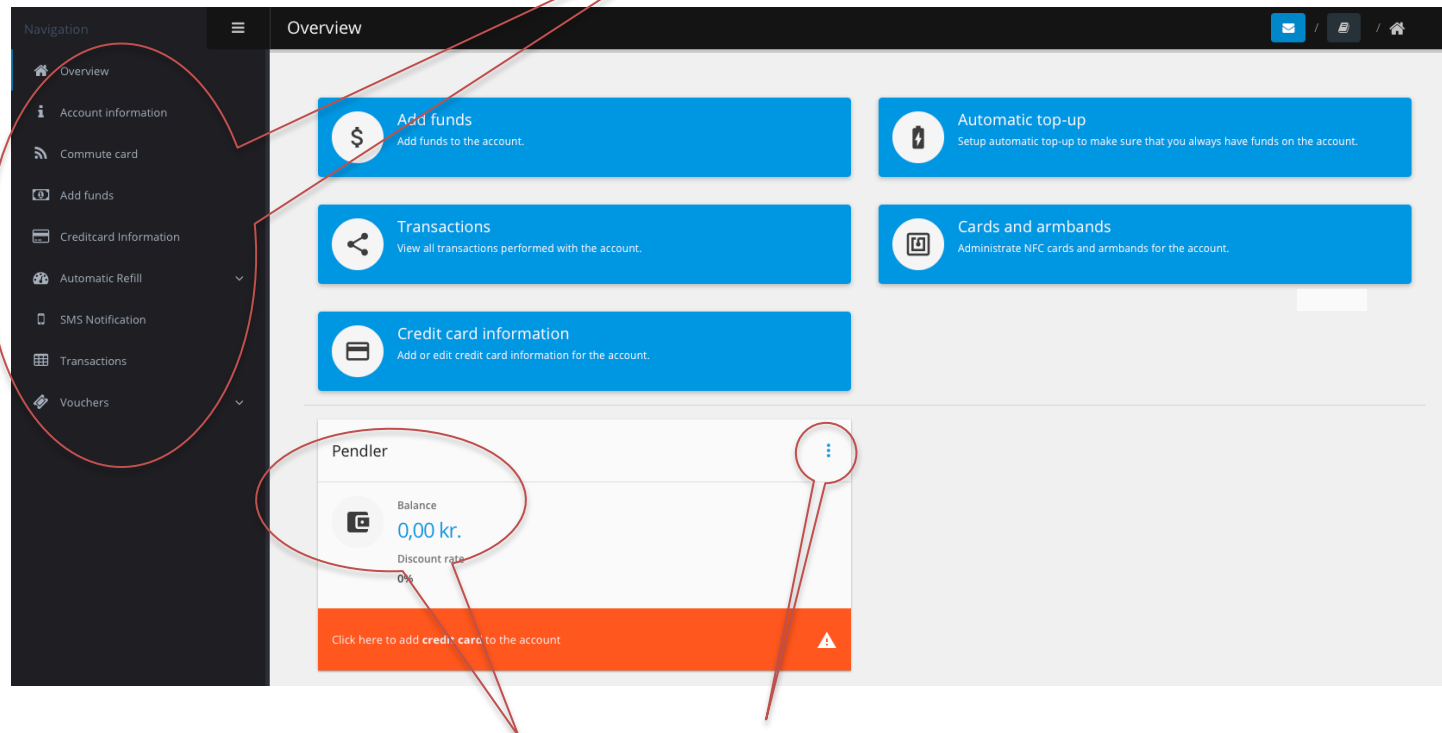 Navigation
Overview
Overview
Account information
Commute card
Add funds
Creditcard Information
Automatic Refill
SMS Notification
Transactions
Vouchers
Add funds
Add funds to the account.
Automatic top-up
Setup automatic top-up to make sure that you always have funds on the account.
Transactions
View all transactions performed with the account.
Cards and armbands
Administrate NFC cards and armbands for the account.
Credit card information
Add or edit credit card information for the account.
Pendler
Balance
0,00 kr.
Discount rate
0%
Click here to add credit card to the account